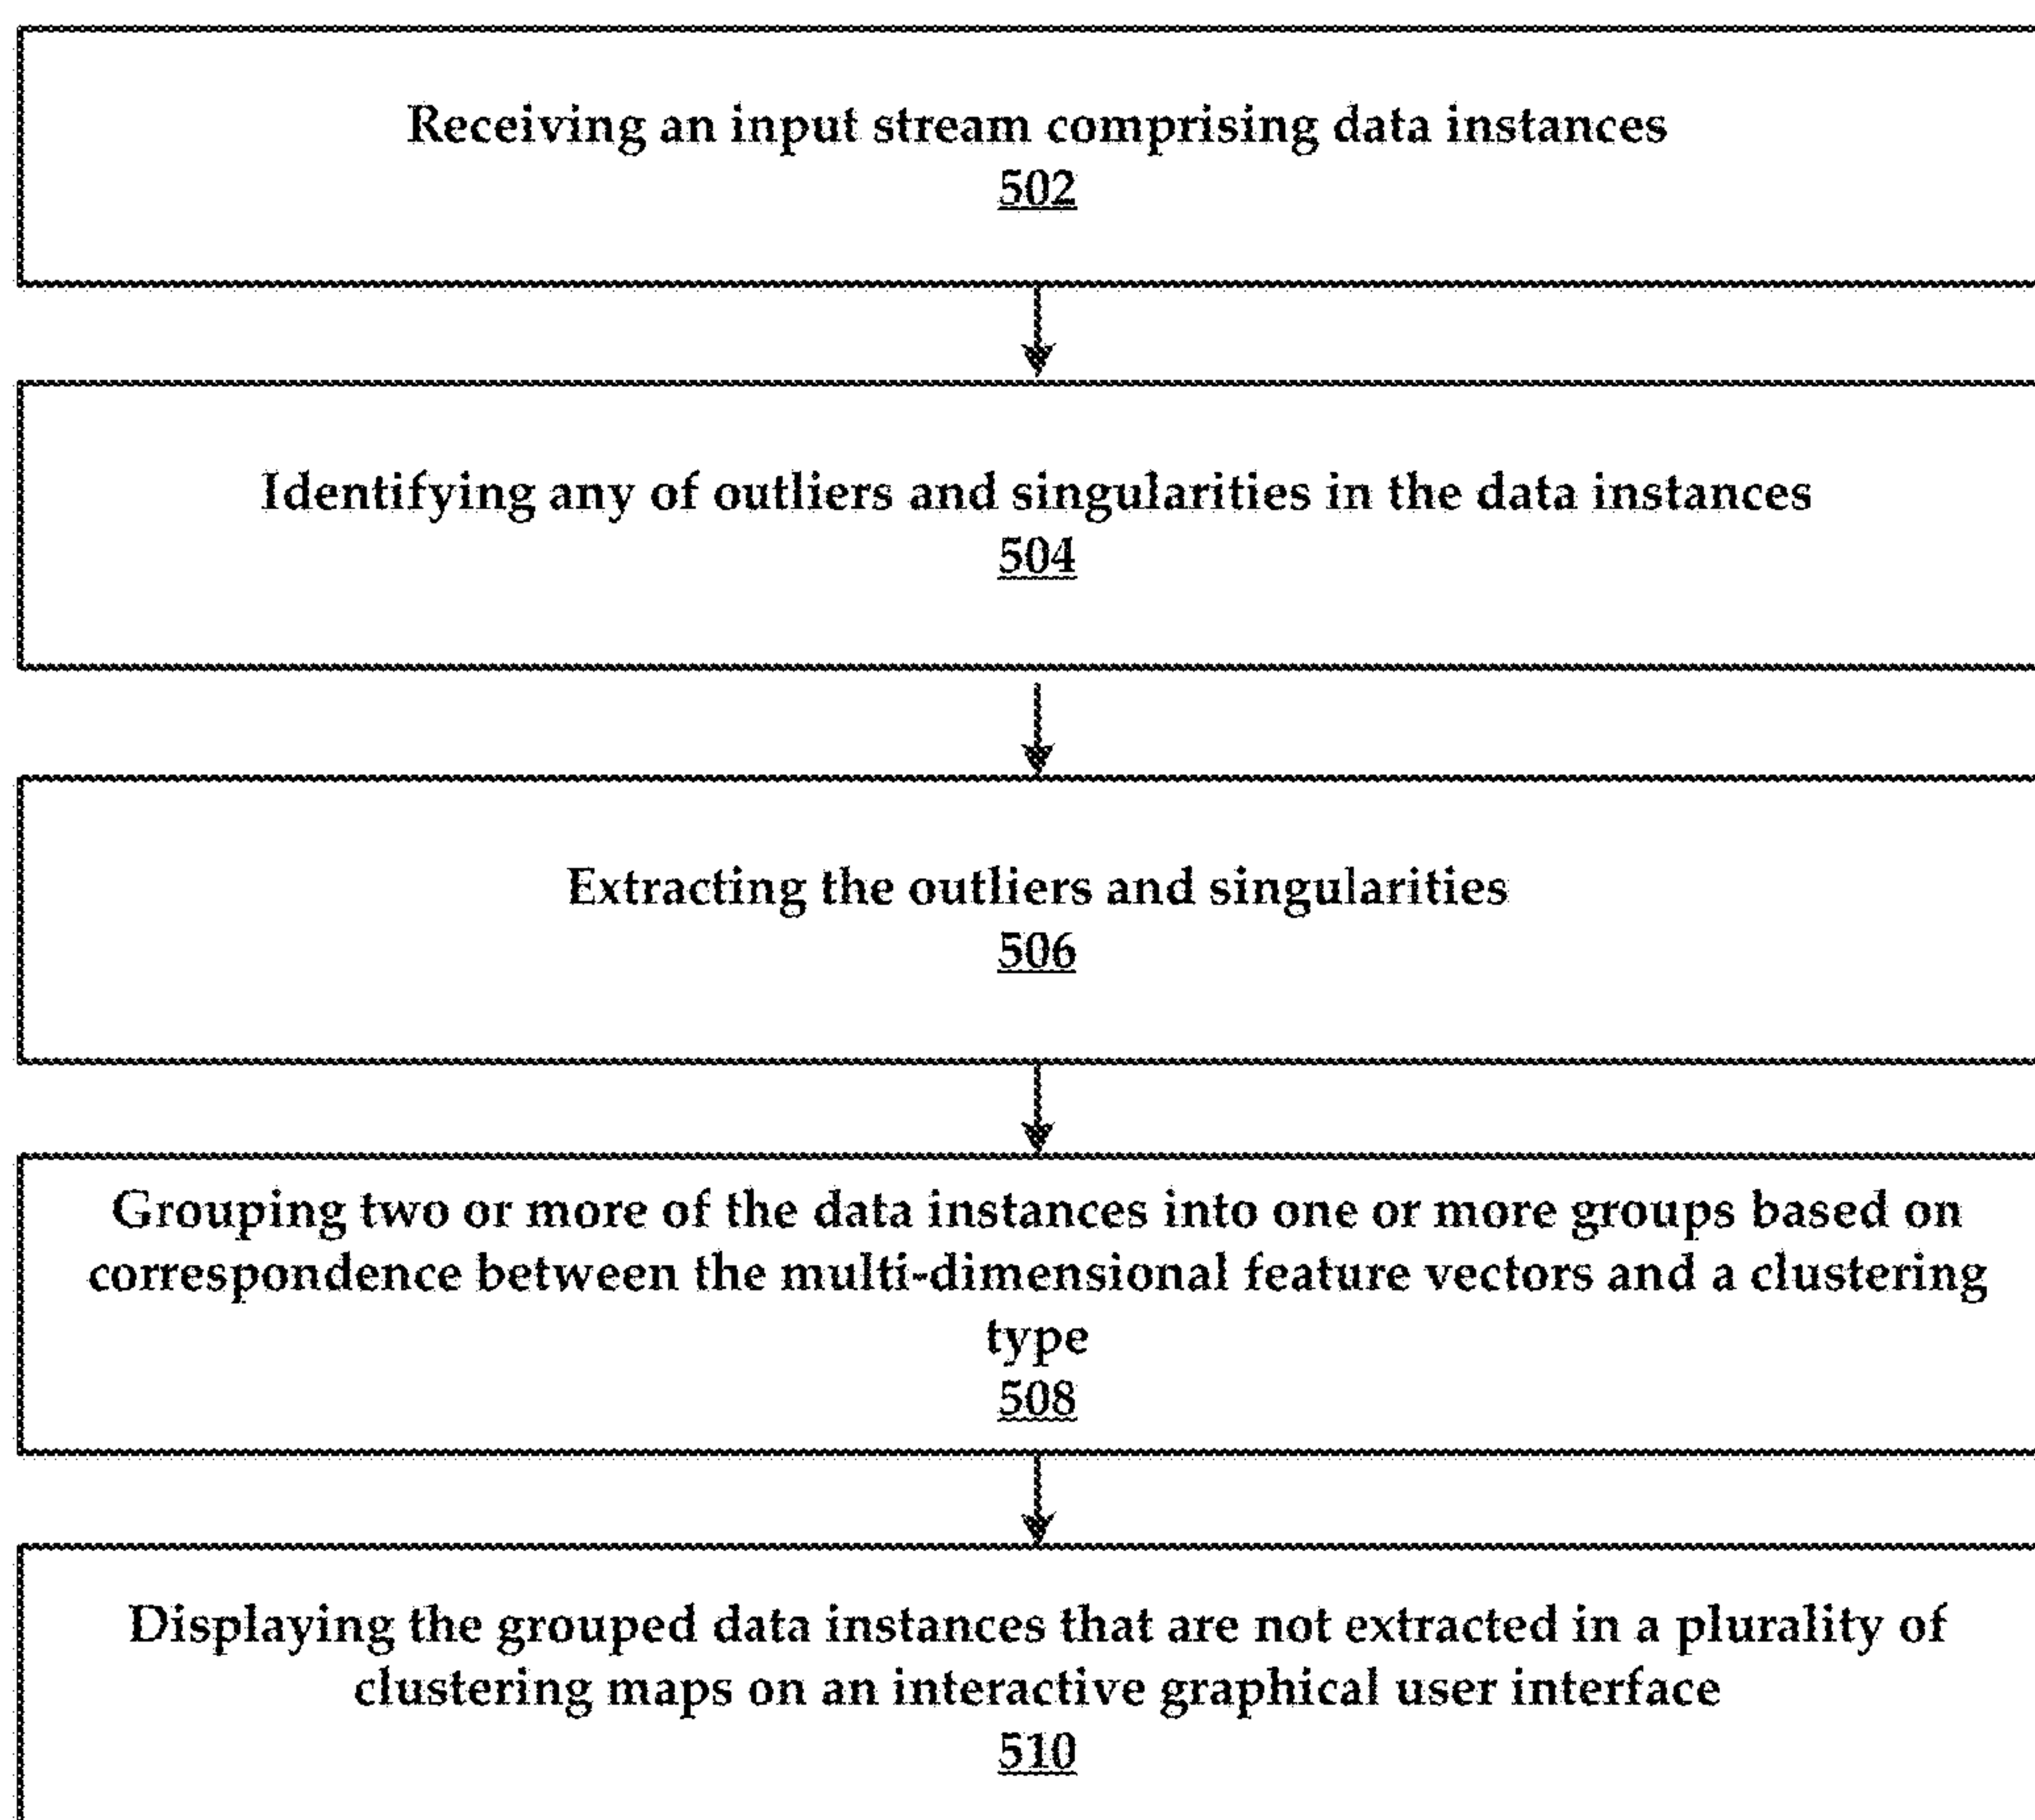 Receiving an input stream comprising data instances
502
Identifying any of outliers and singularities in the data instances
504
Extracting the outliers and singularities
506
Grouping two or more of the data instances into one or more groups based on
correspondence between the multi-dimensional feature vectors and a clustering
type
508
Displaying the grouped data instances that are not extracted in a plurality of
clustering maps on an interactive graphical user interface
510